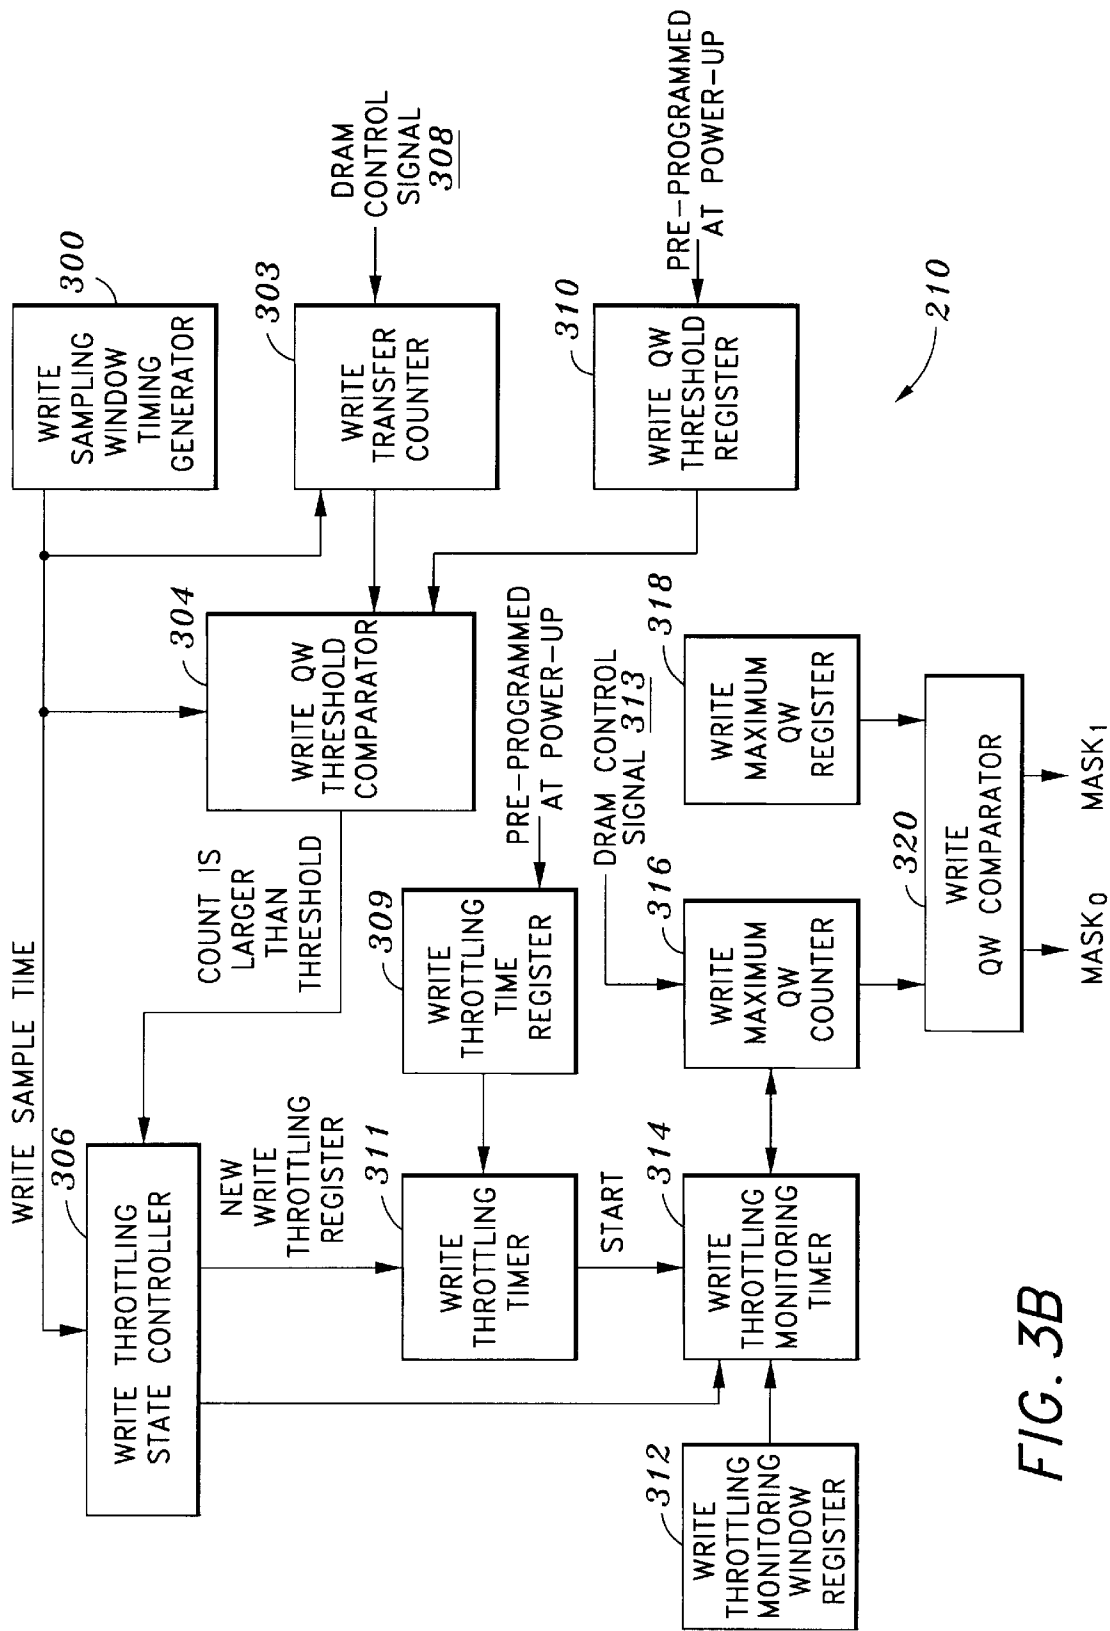 WRITE SAMPLE TIME
WRITE
SAMPLING
WINDOW
TIMING
GENERATOR
300
306
WRITE THROTTLING
STATE CONTROLLER
COUNT IS
LARGER
THAN
THRESHOLD
304
WRITE QW
THRESHOLD
COMPARATOR
303
WRITE
TRANSFER
COUNTER
DRAM
CONTROL
SIGNAL
308
NEW
WRITE
THROTTLING
REGISTER
311
WRITE
THROTTLING
TIMER
309
WRITE
THROTTLING
TIME
REGISTER
PRE-PROGRAMMED
AT POWER-UP
310
WRITE QW
THRESHOLD
REGISTER
PRE-PROGRAMMED
AT POWER-UP
START
312
WRITE
THROTTLING
MONITORING
WINDOW
REGISTER
314
WRITE
THROTTLING
MONITORING
TIMER
DRAM CONTROL
SIGNAL 313
316
WRITE
MAXIMUM
QW
COUNTER
318
WRITE
MAXIMUM
QW
REGISTER
320
WRITE
QW COMPARATOR
MASK0
MASK1
210
FIG. 3B